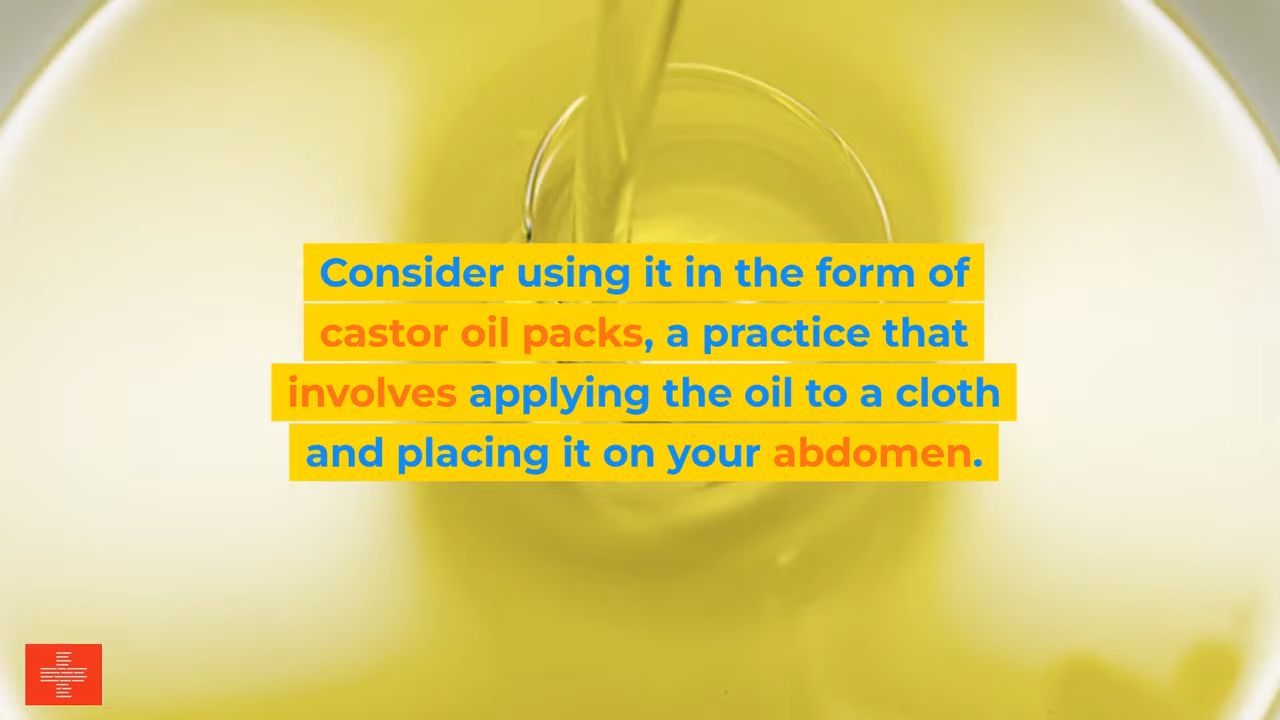 Consider using it in the form of
castor oil packs, a practice that
involves applying the oil to a cloth
and placing it on your abdomen.